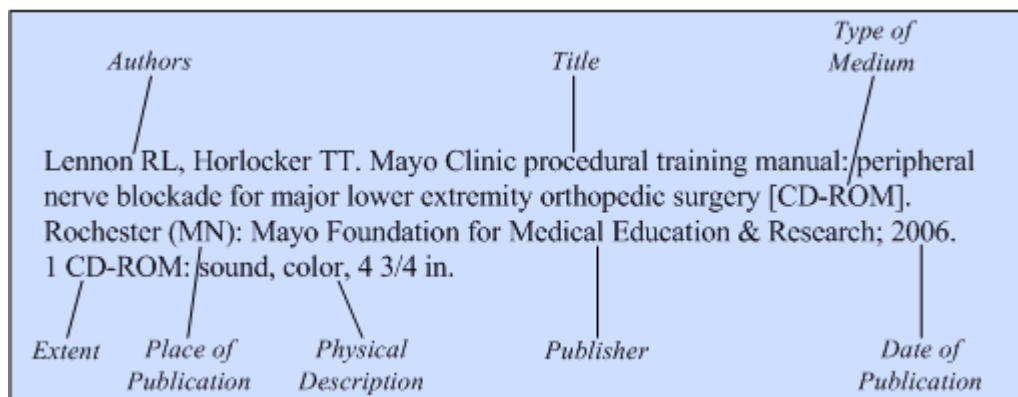 Type of
Authors Title Medium
Lennon RL, Horlocker TT. Mayo Clinic procedural training manual: peripheral
nerve blockade for major lower extremity orthopedic surgery [CD-ROM].
Rochester (MN): Mayo Foundation for Medical Education & Research; 2006.
1 CD-ROM: sound, color, 4 3/4 in.
Extent Place of Physical Publisher Date of
Publication Description Publication